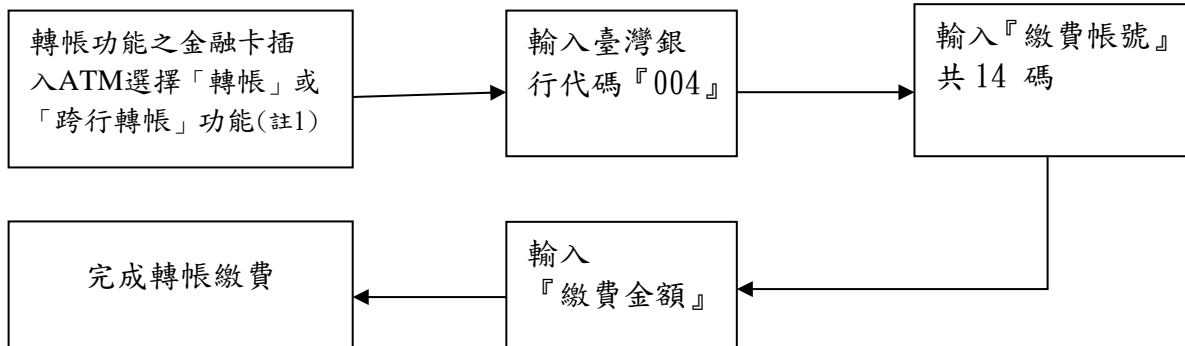 轉帳功能之金融卡插
入ATM選擇「轉帳」或
「跨行轉帳」功能(註1)
輸入臺灣銀
行代碼『004』
輸入『繳費帳號』
共14 碼
輸入
『繳費金額』
完成轉帳繳費